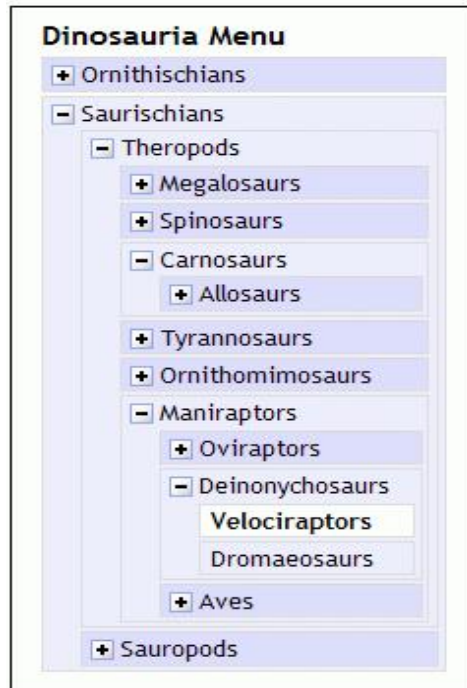 Dinosauria Menu
Ornithischians
Saurischians
Theropods
Megalosaurs
Spinosaurs
Carnosaurs
Allosaurs
Tyrannosaurs
Ornithomimosaurs
Maniraptors
Oviraptors
Deinonychosaurs
Velociraptors
Dromaeosaurs
Aves
Sauropods